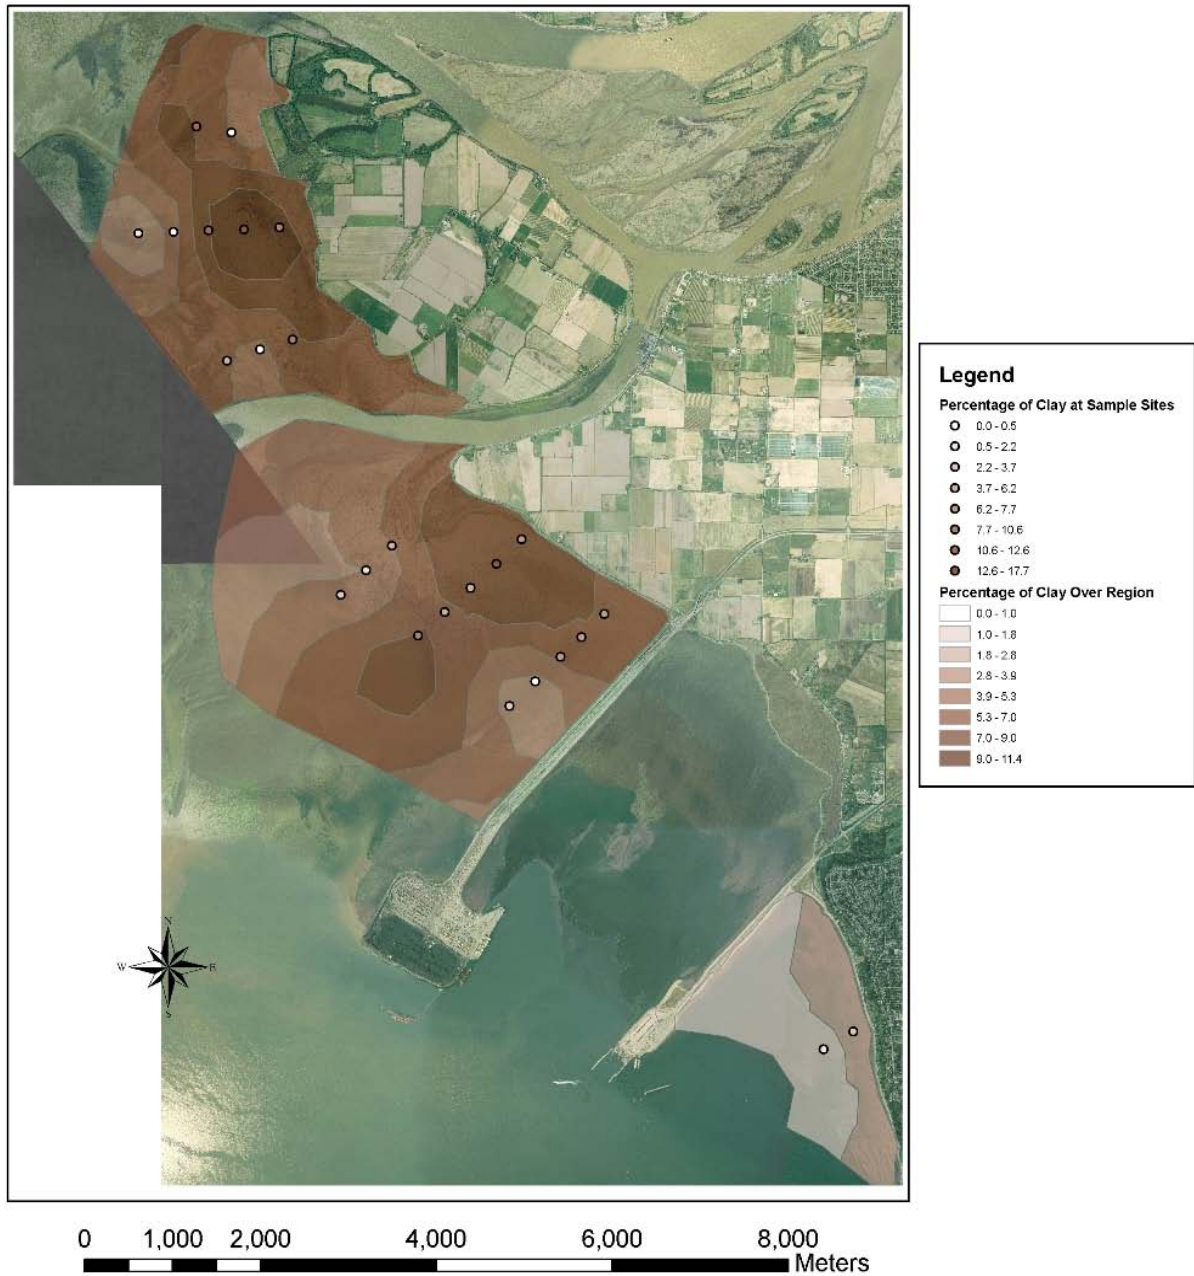 N
W E
S
Legend
Percentage of Clay at Sample Sites
0.0 - 0.5
0.5 - 2.2
2.2 - 3.7
3.7 - 6.2
6.2 - 7.7
7.7 - 10.6
10.6 - 12.6
12.6 - 17.7
Percentage of Clay Over Region
0.0 - 1.0
1.0 - 1.8
1.8 - 2.8
2.8 - 3.9
3.9 - 5.3
5.3 - 7.0
7.0 - 9.0
9.0 - 11.4
0 1,000 2,000 4,000 6,000 8,000
Meters